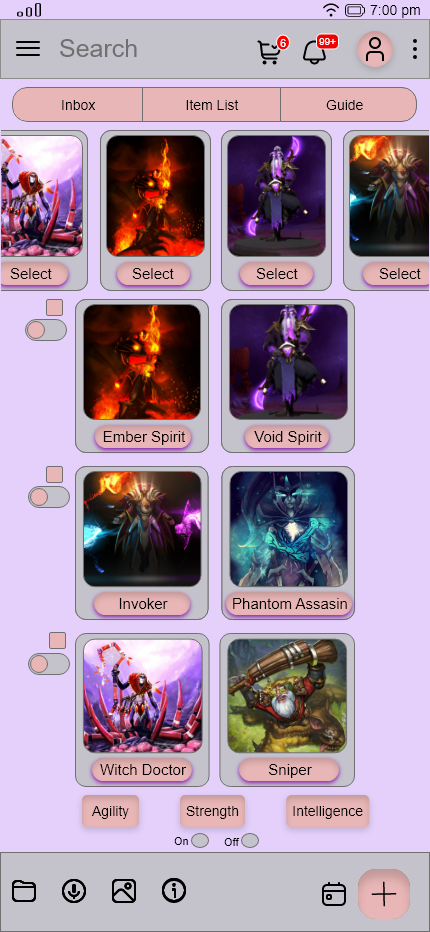 7:00 pm
Search
6
99+
Inbox Item List Guide
Select Select Select Select
Ember Spirit Void Spirit
Invoker Phantom Assasin
Witch Doctor Sniper
Agility Strength Intelligence
On Off